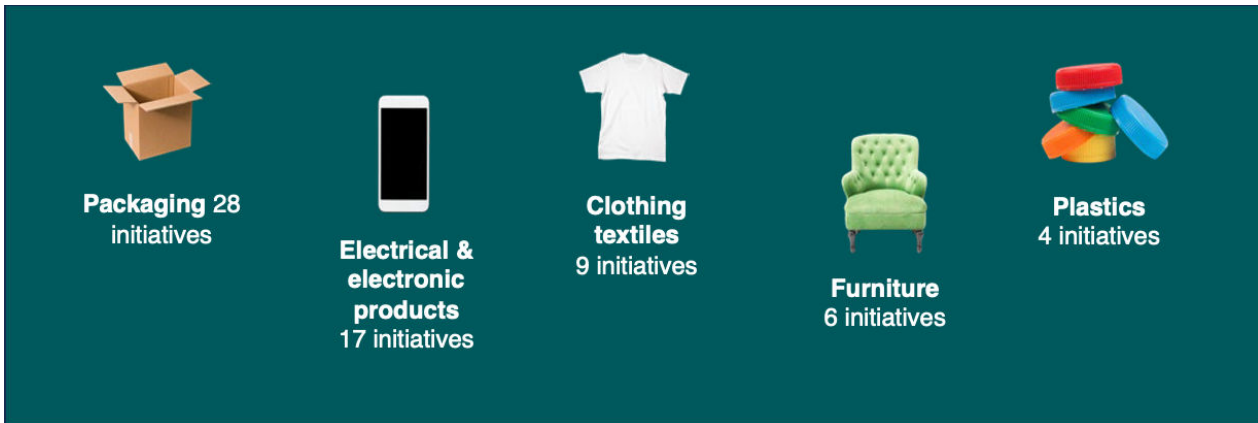 Packaging 28
initiatives
Electrical &
electronic
products
17 initiatives
Clothing
textiles
9 initiatives
Furniture
6 initiatives
Plastics
4 initiatives